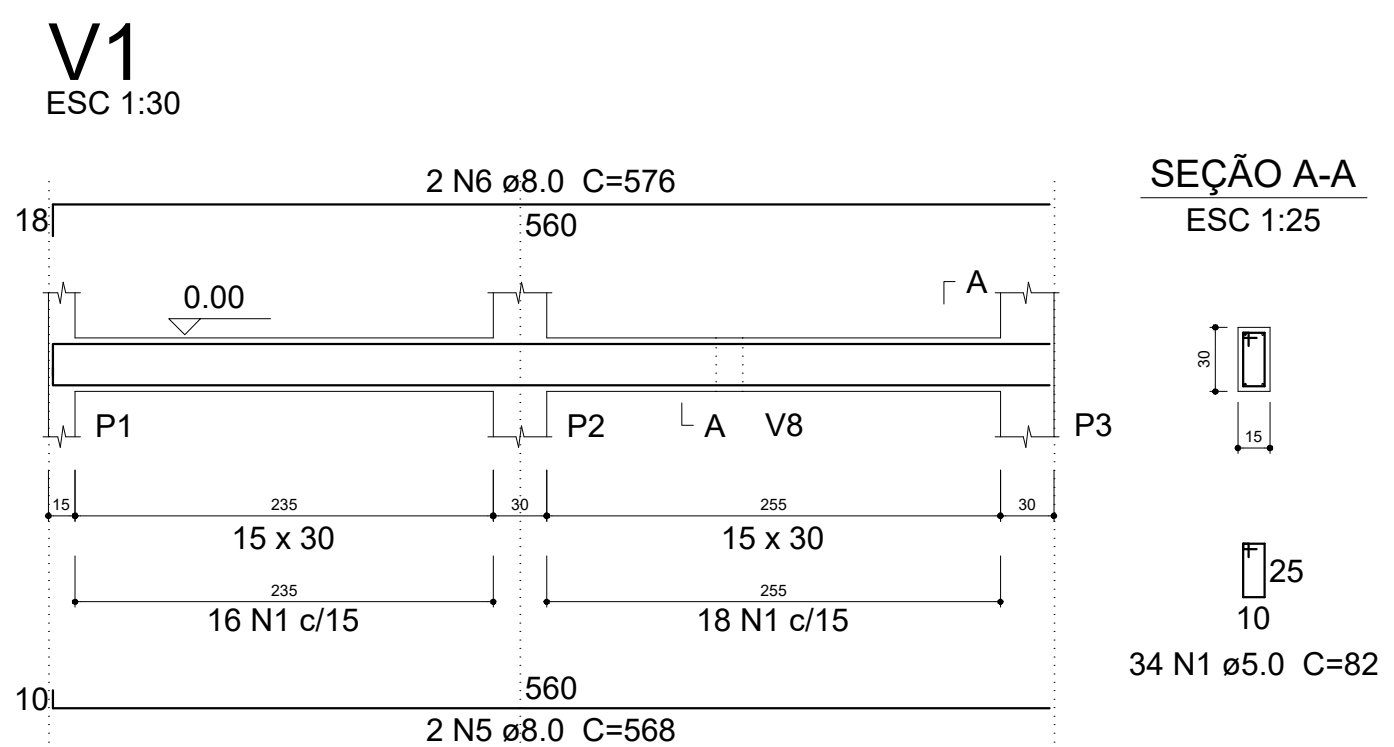 V1
ESC 1:30
2 N6 ø8.0 C=576
18
560
SEÇÃO A-A
ESC 1:25
0.00
A
30
15
P1
P2
A
V8
P3
15
235
30
255
30
15 x 30
15 x 30
235
255
16 N1 c/15
18 N1 c/15
25
10
34 N1 ø5.0 C=82
10
560
2 N5 ø8.0 C=568